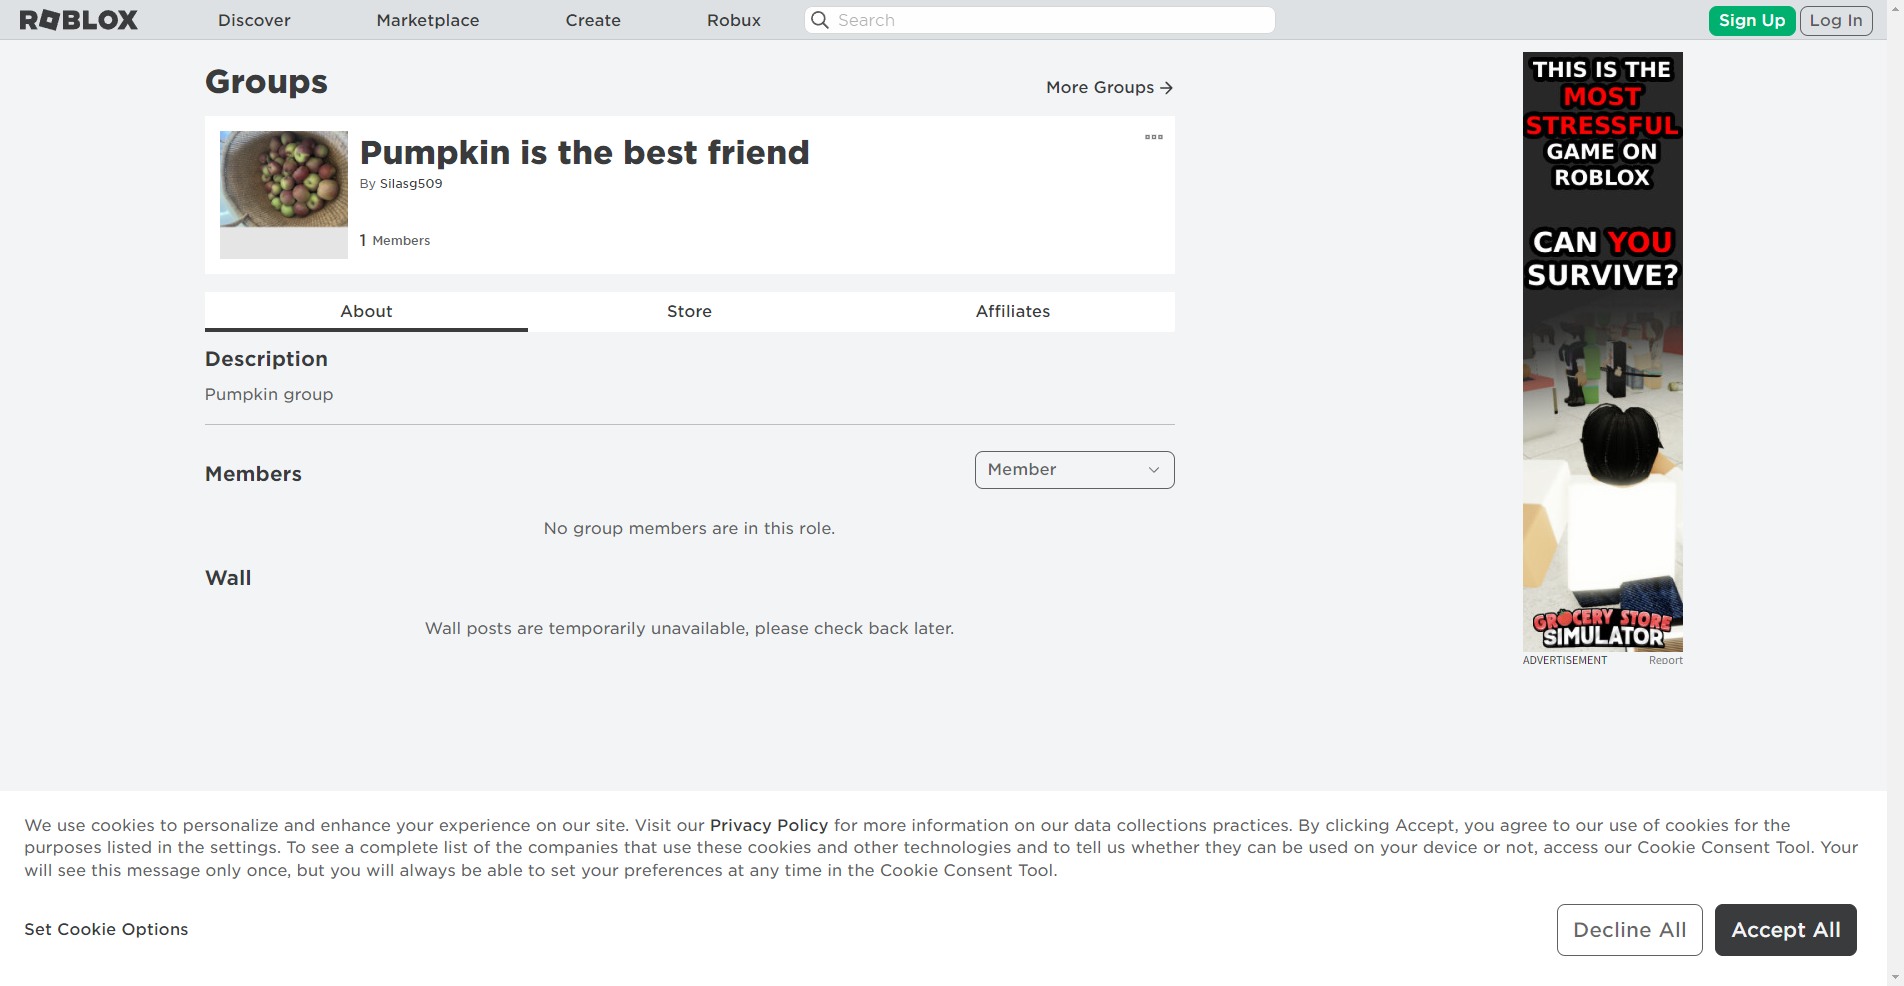 ROBLOX
Discover
Marketplace
Create
Robux
Search
Sign Up
Log In
Groups
More Groups
Pumpkin is the best friend
By Silasg509
1 Members
About
Store
Affiliates
Description
Pumpkin group
Members
Member
No group members are in this role.
Wall
Wall posts are temporarily unavailable, please check back later.
THIS IS THE
MOST
STRESSFUL
GAME ON
ROBLOX
CAN YOU
SURVIVE?
GROCERY STORE
SIMULATOR
ADVERTISEMENT
Report
We use cookies to personalize and enhance your experience on our site. Visit our Privacy Policy for more information on our data collections practices. By clicking Accept, you agree to our use of cookies for the
purposes listed in the settings. To see a complete list of the companies that use these cookies and other technologies and to tell us whether they can be used on your device or not, access our Cookie Consent Tool. Your
will see this message only once, but you will always be able to set your preferences at any time in the Cookie Consent Tool.
Set Cookie Options
Decline All
Accept All